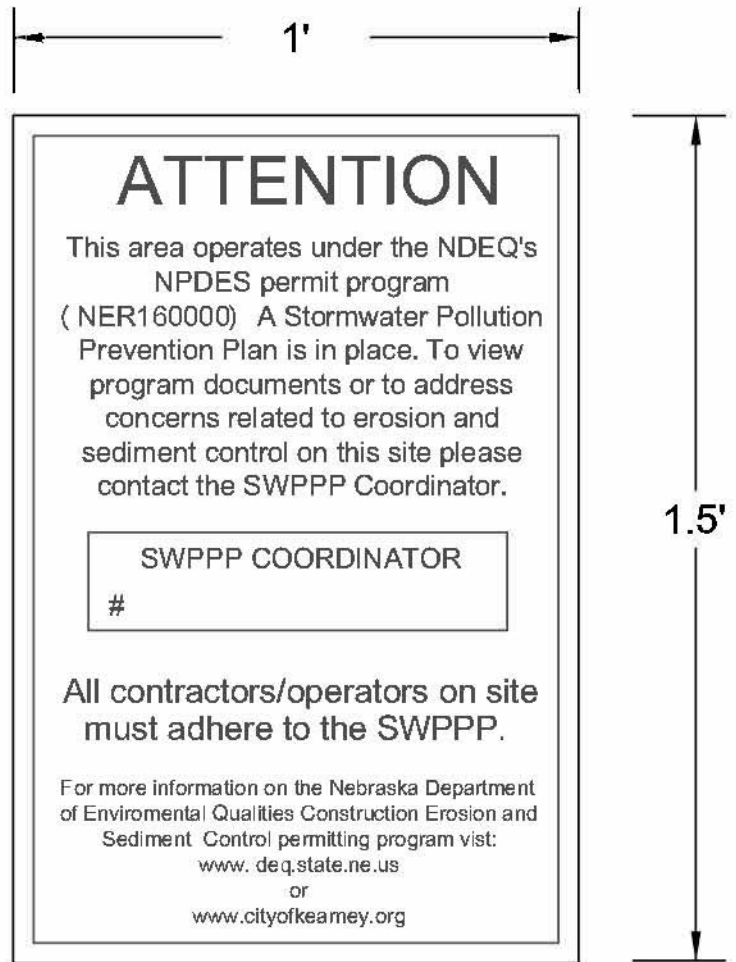 1'
ATTENTION
This area operates under the NDEQ's
NPDES permit program
( NER160000)  A Stormwater Pollution
Prevention Plan is in place. To view
program documents or to address
concerns related to erosion and
sediment control on this site please
contact the SWPPP Coordinator.
1.5'
SWPPP COORDINATOR
#
All contractors/operators on site
must adhere to the SWPPP.
For more information on the Nebraska Department
of Enviromental Qualities Construction Erosion and
Sediment  Control permitting program vist:
www. deq.state.ne.us
or
www.cityofkearney.org